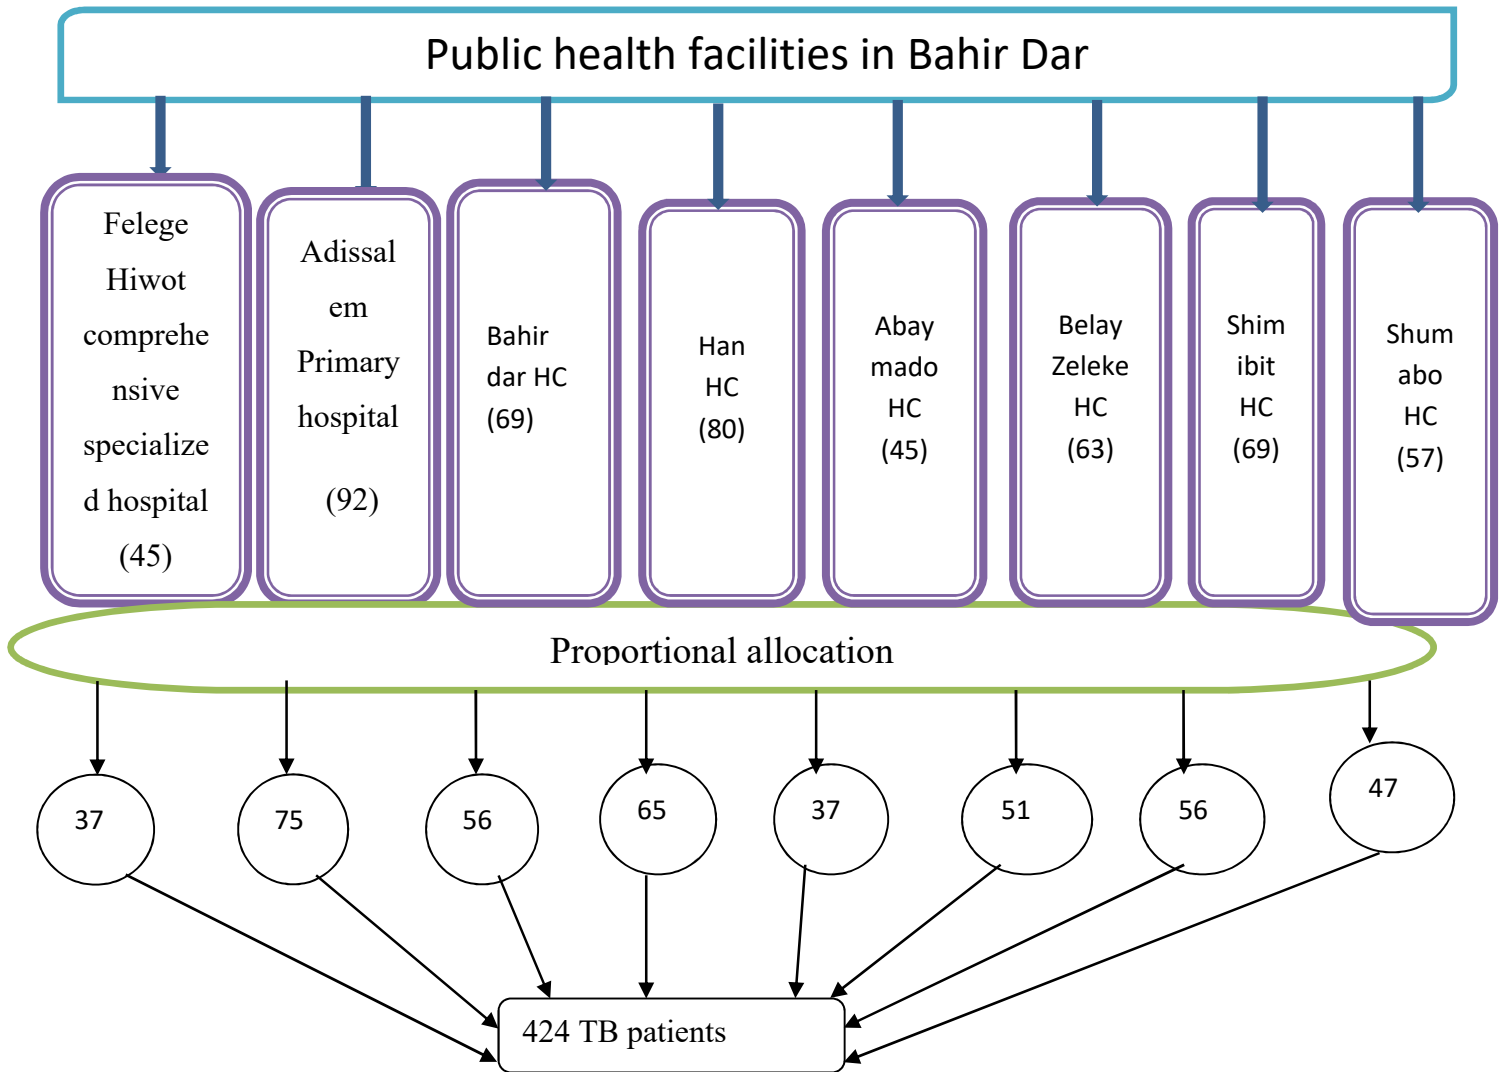 Public health facilities in Bahir Dar
Felege
Hiwot
comprehe
nsive
specialize
d hospital
(45)
Adissal
em
Primary
hospital
(92)
Bahir
dar HC
(69)
Han
HC
(80)
Abay
mado
HC
(45)
Belay
Zeleke
HC
(63)
Shim
ibit
HC
(69)
Shum
abo
HC
(57)
Proportional allocation
37
75
56
65
37
51
56
47
424 TB patients